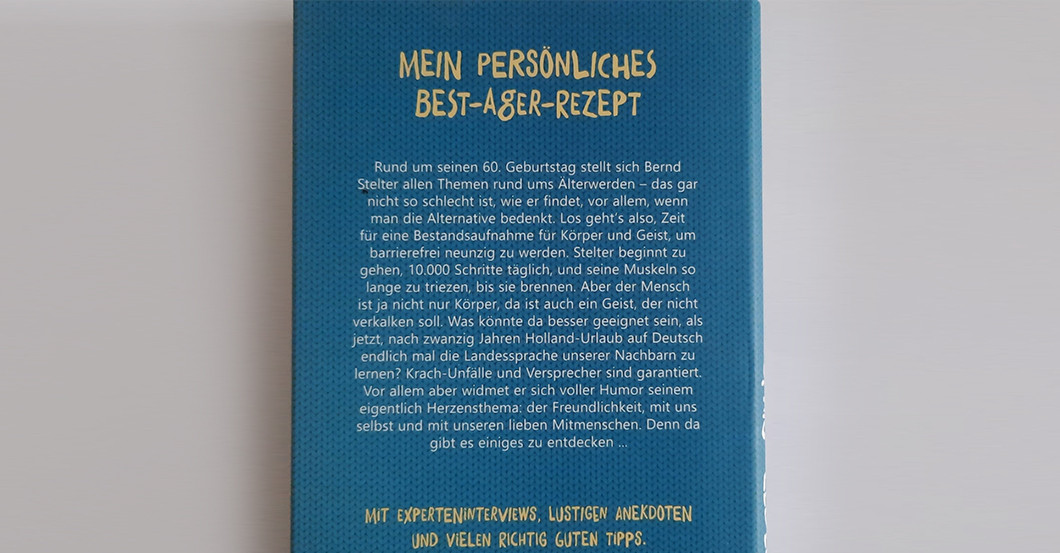 MEIN PERSÖNLICHES
BEST-AGER-REZEPT
Rund um seinen 60. Geburtstag stellt sich Bernd
Stelter allen Themen rund ums Älterwerden – das gar
nicht so schlecht ist, wie er findet, vor allem, wenn
man die Alternative bedenkt. Los geht's also, Zeit
für eine Bestandsaufnahme für Körper und Geist, um
barrierefrei neunzig zu werden. Stelter beginnt zu
gehen, 10.000 Schritte täglich, und seine Muskeln so
lange zu triezen, bis sie brennen. Aber der Mensch
ist ja nicht nur Körper, da ist auch ein Geist, der nicht
verkalken soll. Was könnte da besser geeignet sein, als
jetzt, nach zwanzig Jahren Holland-Urlaub auf Deutsch
endlich mal die Landessprache unserer Nachbarn zu
lernen? Krach-Unfälle und Versprecher sind garantiert.
Vor allem aber widmet er sich voller Humor seinem
eigentlich Herzensthema: der Freundlichkeit, mit uns
selbst und mit unseren lieben Mitmenschen. Denn da
gibt es einiges zu entdecken ...
MIT EXPERTENINTERVIEWS, LUSTIGEN ANEKDOTEN
UND VIELEN RICHTIG GUTEN TIPPS.